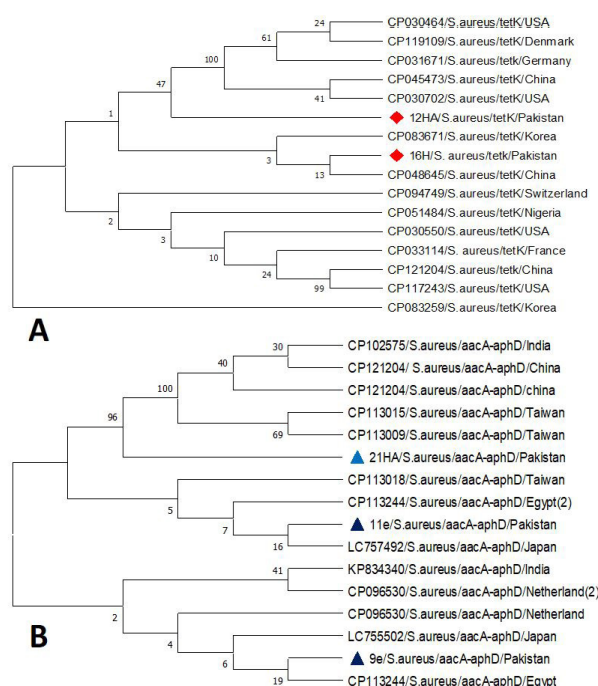 24
CP030464/S.aureus/tetK/USA
61
CP119109/S.aureus/tetK/Denmark
100
CP031671/S.aureus/tetk/Germany
47
CP045473/S.aureus/tetK/China
41
CP030702/S.aureus/tetK/USA
1
12HA/S.aureus/tetK/Pakistan
CP083671/S.aureus/tetK/Korea
3
16H/S. aureus/tetk/Pakistan
13
CP048645/S.aureus/tetK/China
CP094749/S.aureus/tetK/Switzerland
2
CP051484/S.aureus/tetK/Nigeria
3
CP030550/S.aureus/tetK/USA
10
CP033114/S. aureus/tetK/France
24
CP121204/S. aureus/tetk/China
99
CP117243/S. aureus/tetK/USA
CP083259/S.aureus/tetK/Korea
A
30
CP102575/S.aureus/aacA-aphD/India
40
CP121204/ S.aureus/aacA-aphD/China
100
CP121204/S.aureus/aacA-aphD/china
96
CP113015/S.aureus/aacA-aphD/Taiwan
69
CP113009/S.aureus/aacA-aphD/Taiwan
21HA/S.aureus/aacA-aphD/Pakistan
CP113018/S.aureus/aacA-aphD/Taiwan
5
CP113244/S.aureus/aacA-aphD/Egypt(2)
7
11e/S.aureus/aacA-aphD/Pakistan
16
LC757492/S.aureus/aacA-aphD/Japan
41
KP834340/S.aureus/aacA-aphD/India
CP096530/S.aureus/aacA-aphD/Netherland(2)
2
CP096530/S.aureus/aacA-aphD/Netherland
4
LC755502/S.aureus/aacA-aphD/Japan
6
9e/S.aureus/aacA-aphD/Pakistan
19
CP113244/S.aureus/aacA-aphD/Egypt
B